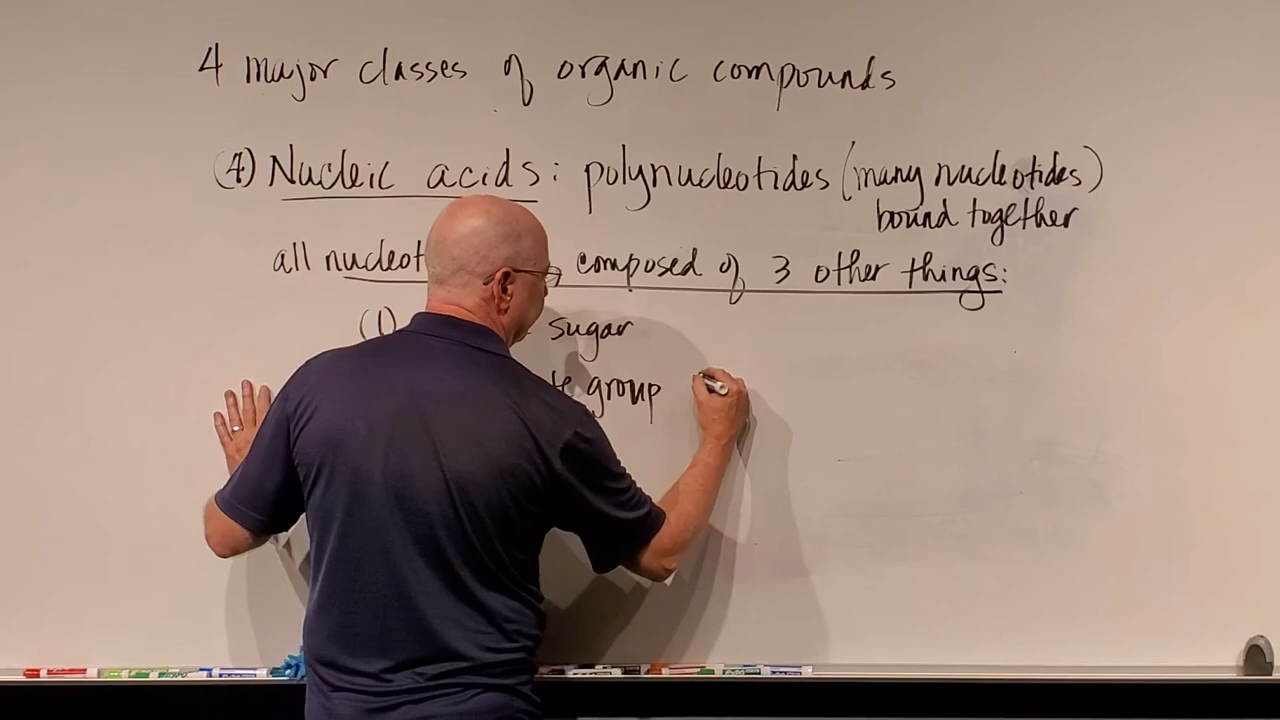 4 major classes of organic compounds
(4) Nucleic acids: polynucleotides (many nucleotides)
bound together
all composed of 3 other things:
(1) sugar
group